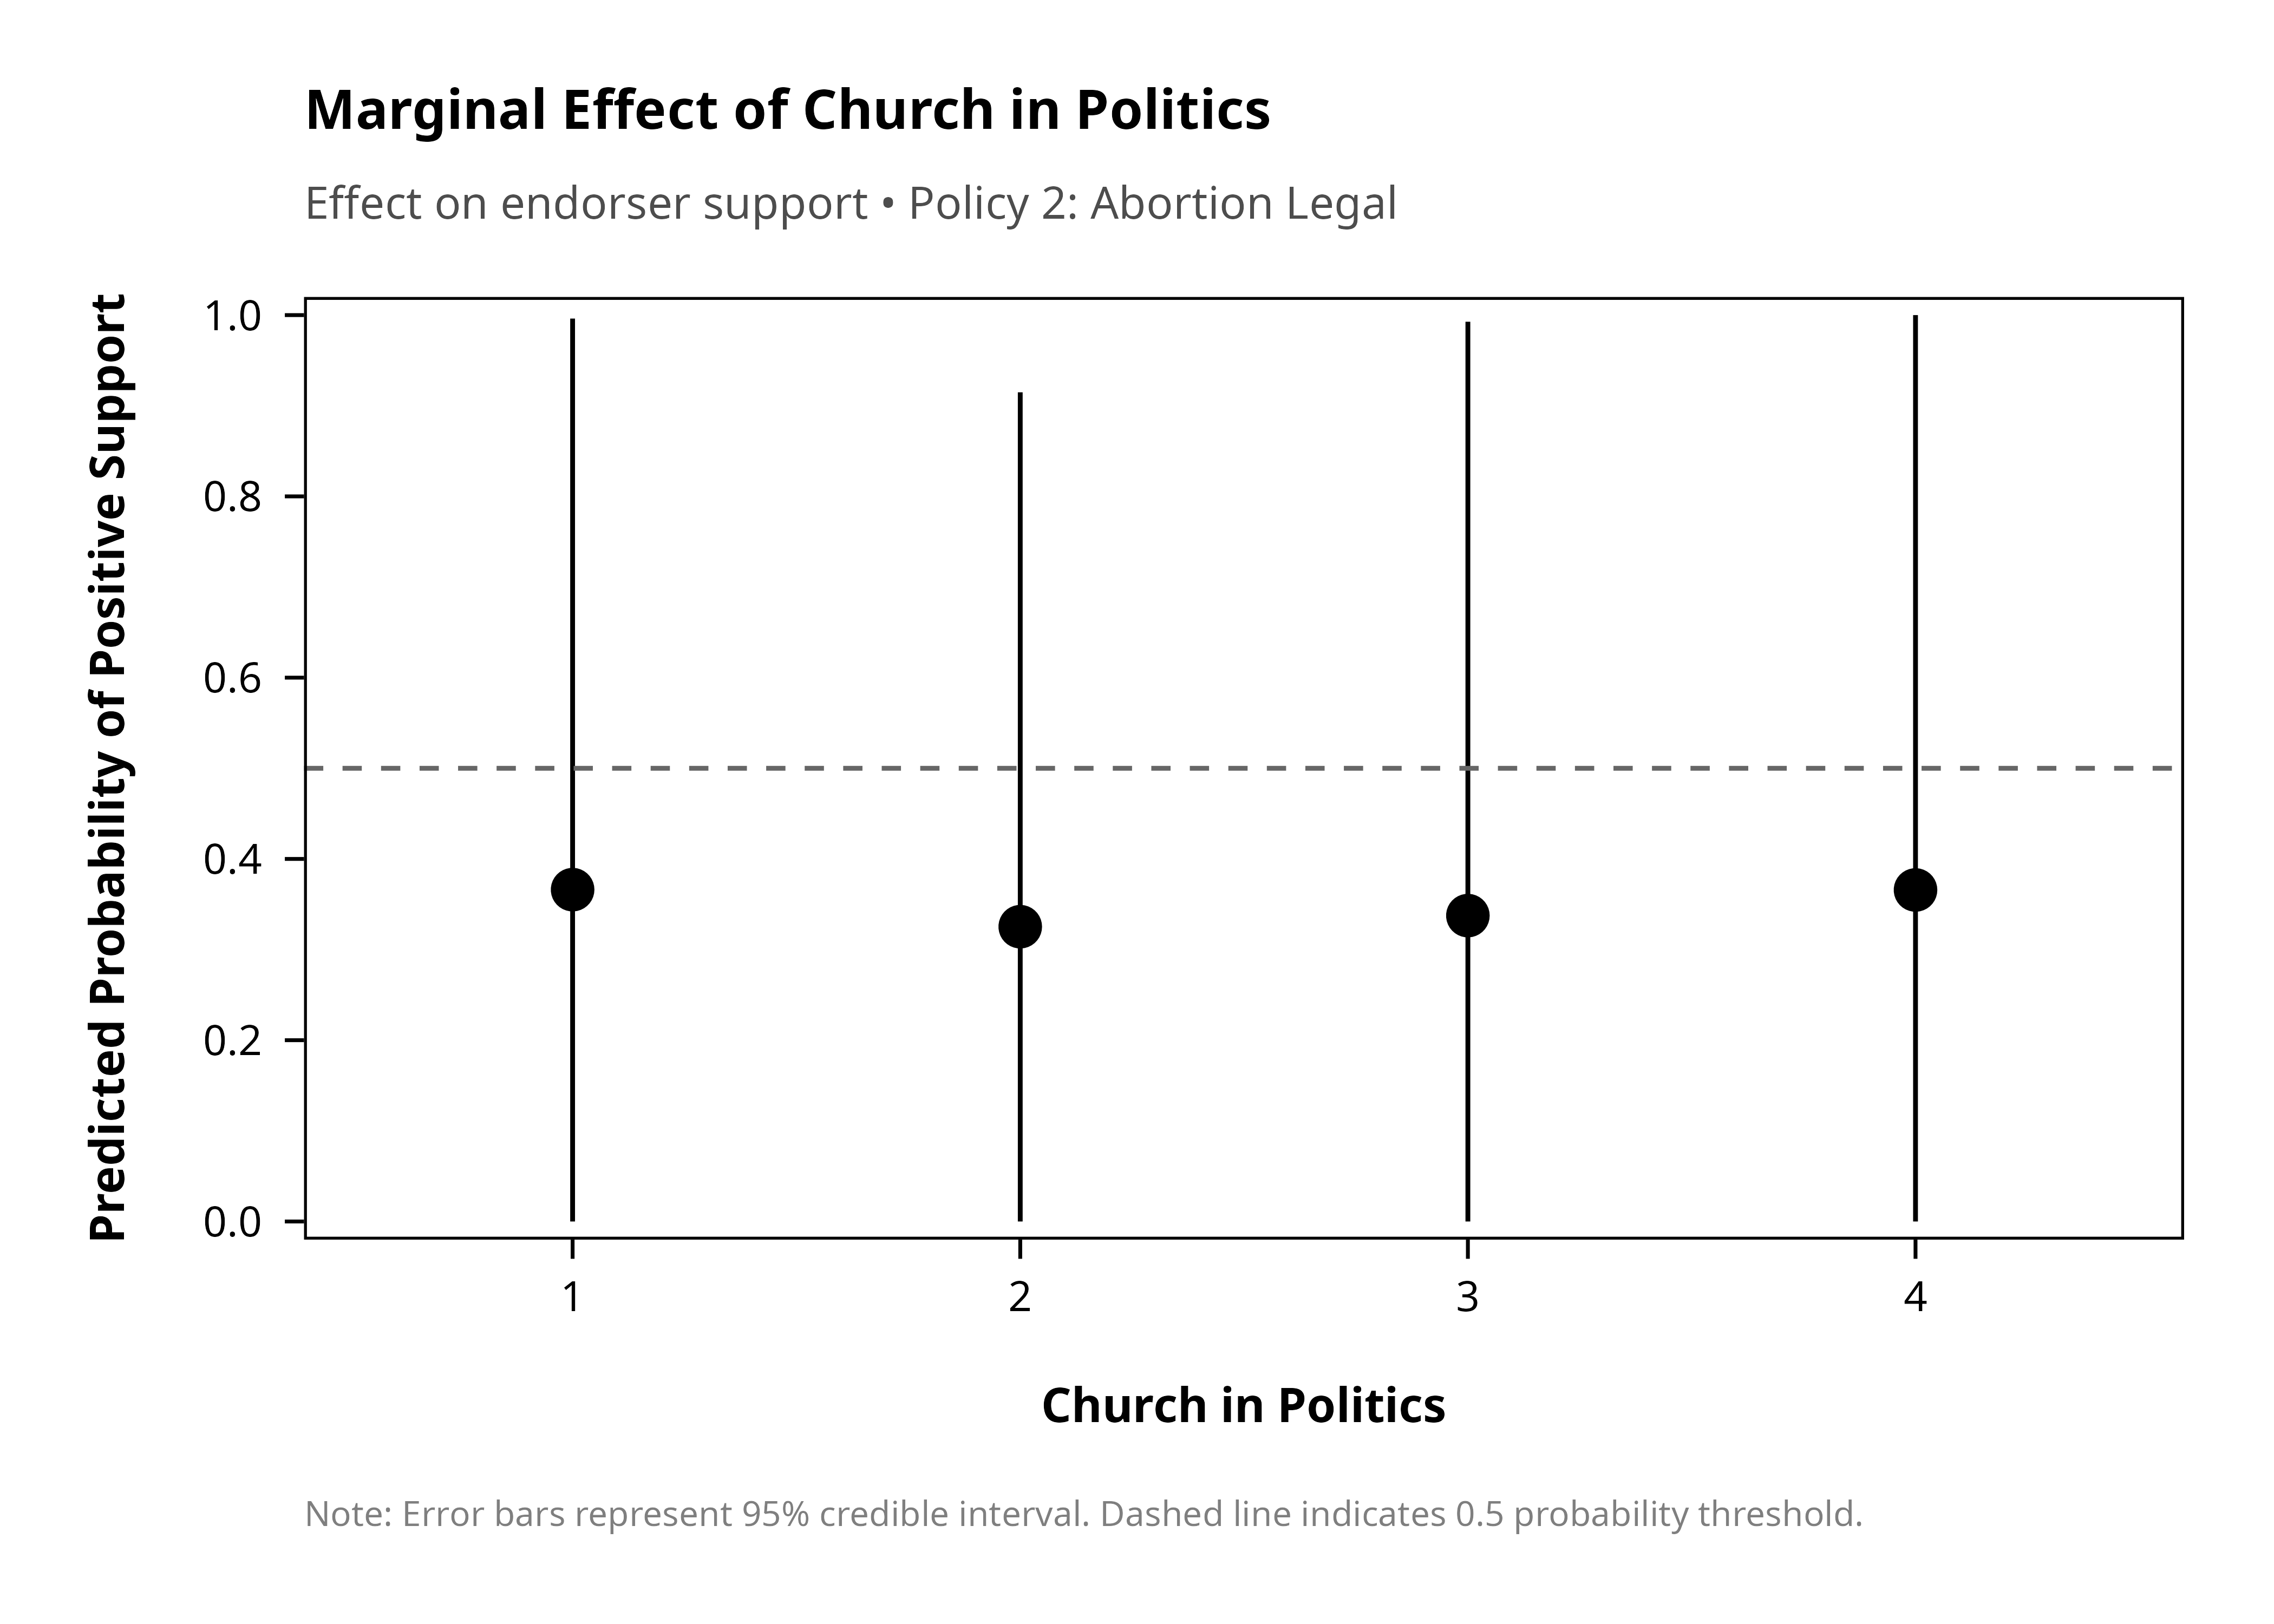 Marginal Effect of Church in Politics
Effect on endorser support • Policy 2: Abortion Legal
Predicted Probability of Positive Support
1.0
0.8
0.6
0.4
0.2
0.0
1 2 3 4
Church in Politics
Note: Error bars represent 95% credible interval. Dashed line indicates 0.5 probability threshold.